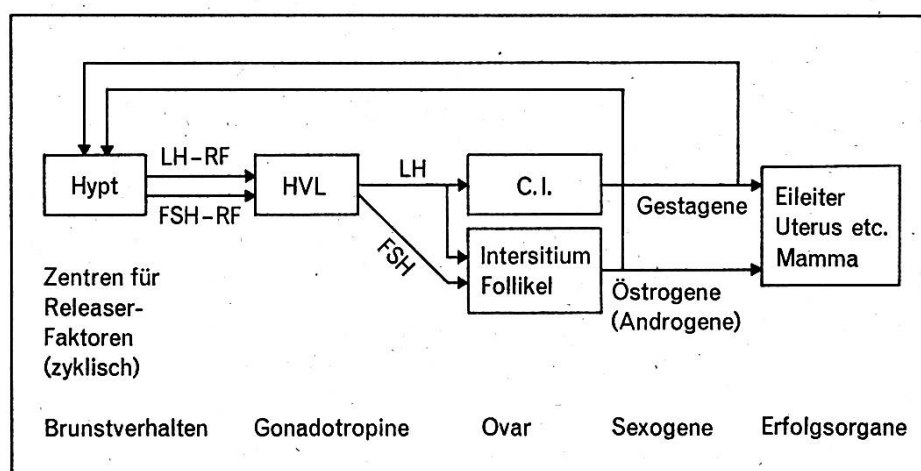 Hypt
LH-RF
FSH-RF
HVL
LH
FSH
C.I.
Intersitium
Follikel
Gestagene
Östrogene
(Androgene)
Eileiter
Uterus etc.
Mamma
Zentren für
Releaser-
Faktoren
(zyklisch)
Brunstverhalten
Gonadotropine
Ovar
Sexogene
Erfolgsorgane